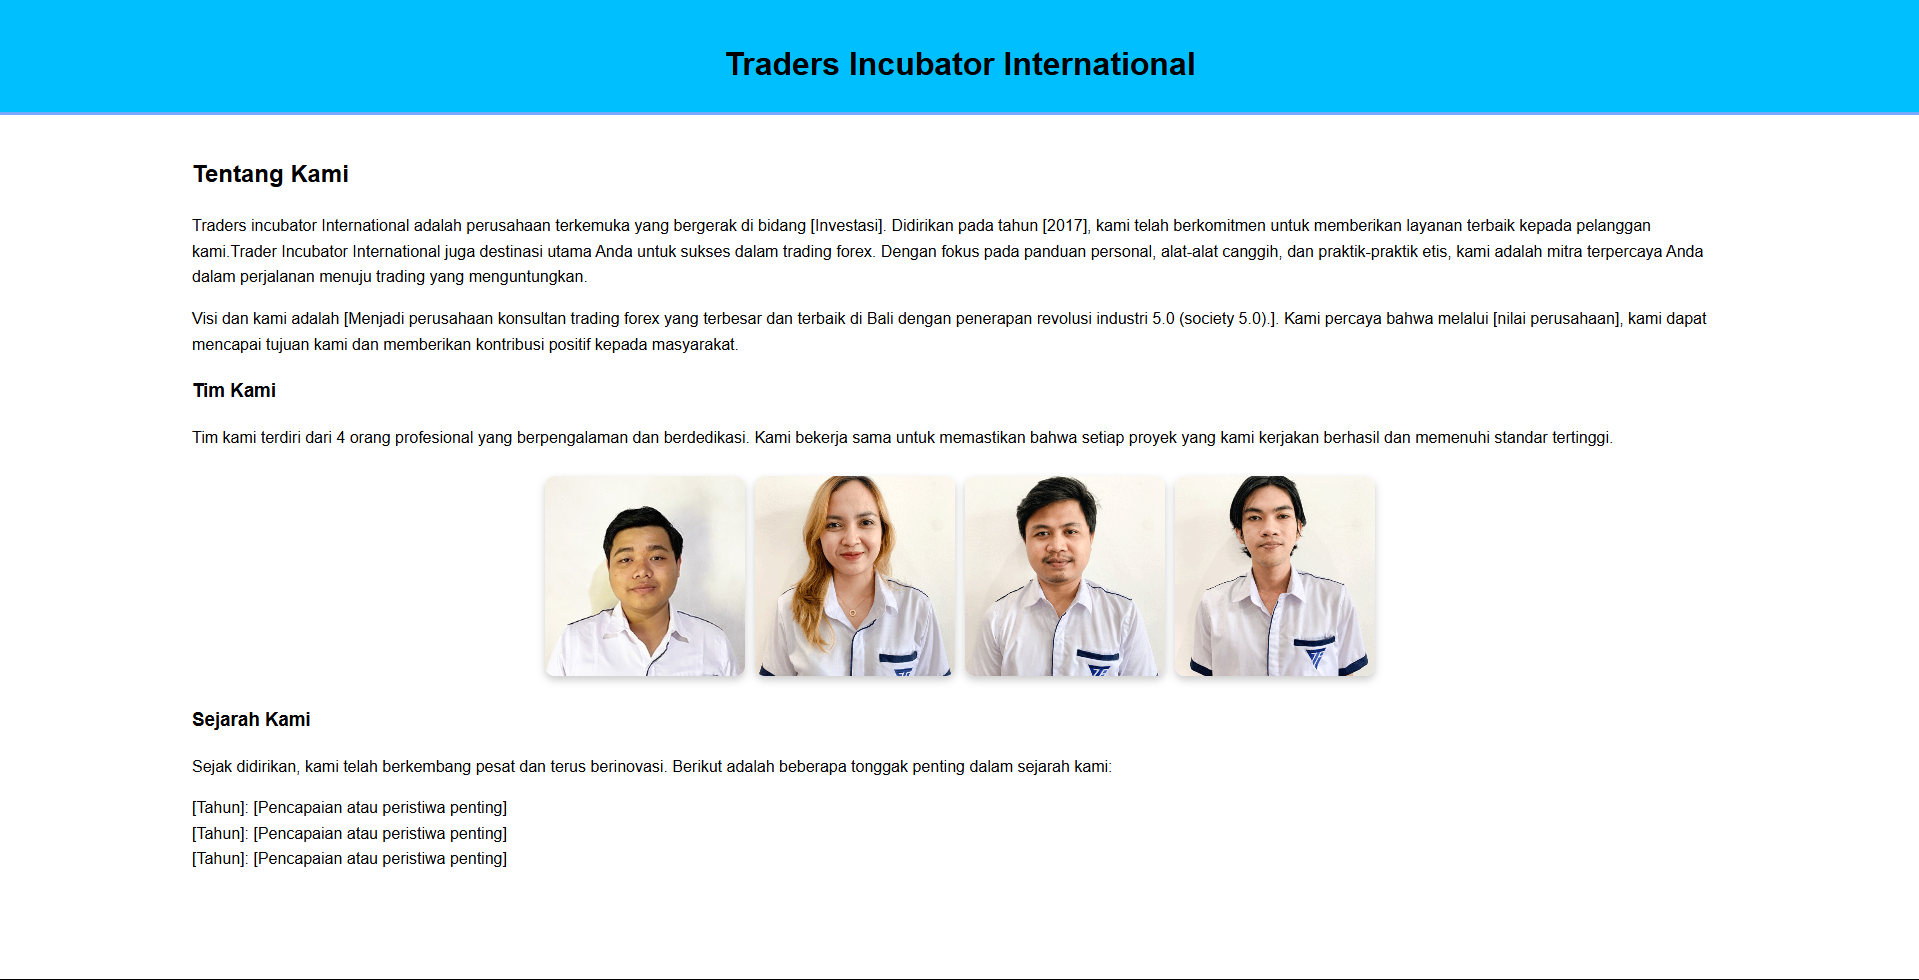 Traders Incubator International
Tentang Kami
Traders incubator International adalah perusahaan terkemuka yang bergerak di bidang [Investasi]. Didirikan pada tahun [2017], kami telah berkomitmen untuk memberikan layanan terbaik kepada pelanggan
kami.Trader Incubator International juga destinasi utama Anda untuk sukses dalam trading forex. Dengan fokus pada panduan personal, alat-alat canggih, dan praktik-praktik etis, kami adalah mitra terpercaya Anda
dalam perjalanan menuju trading yang menguntungkan.
Visi dan kami adalah [Menjadi perusahaan konsultan trading forex yang terbesar dan terbaik di Bali dengan penerapan revolusi industri 5.0 (society 5.0).]. Kami percaya bahwa melalui [nilai perusahaan], kami dapat
mencapai tujuan kami dan memberikan kontribusi positif kepada masyarakat.
Tim Kami
Tim kami terdiri dari 4 orang profesional yang berpengalaman dan berdedikasi. Kami bekerja sama untuk memastikan bahwa setiap proyek yang kami kerjakan berhasil dan memenuhi standar tertinggi.
Sejarah Kami
Sejak didirikan, kami telah berkembang pesat dan terus berinovasi. Berikut adalah beberapa tonggak penting dalam sejarah kami:
[Tahun]: [Pencapaian atau peristiwa penting]
[Tahun]: [Pencapaian atau peristiwa penting]
[Tahun]: [Pencapaian atau peristiwa penting]